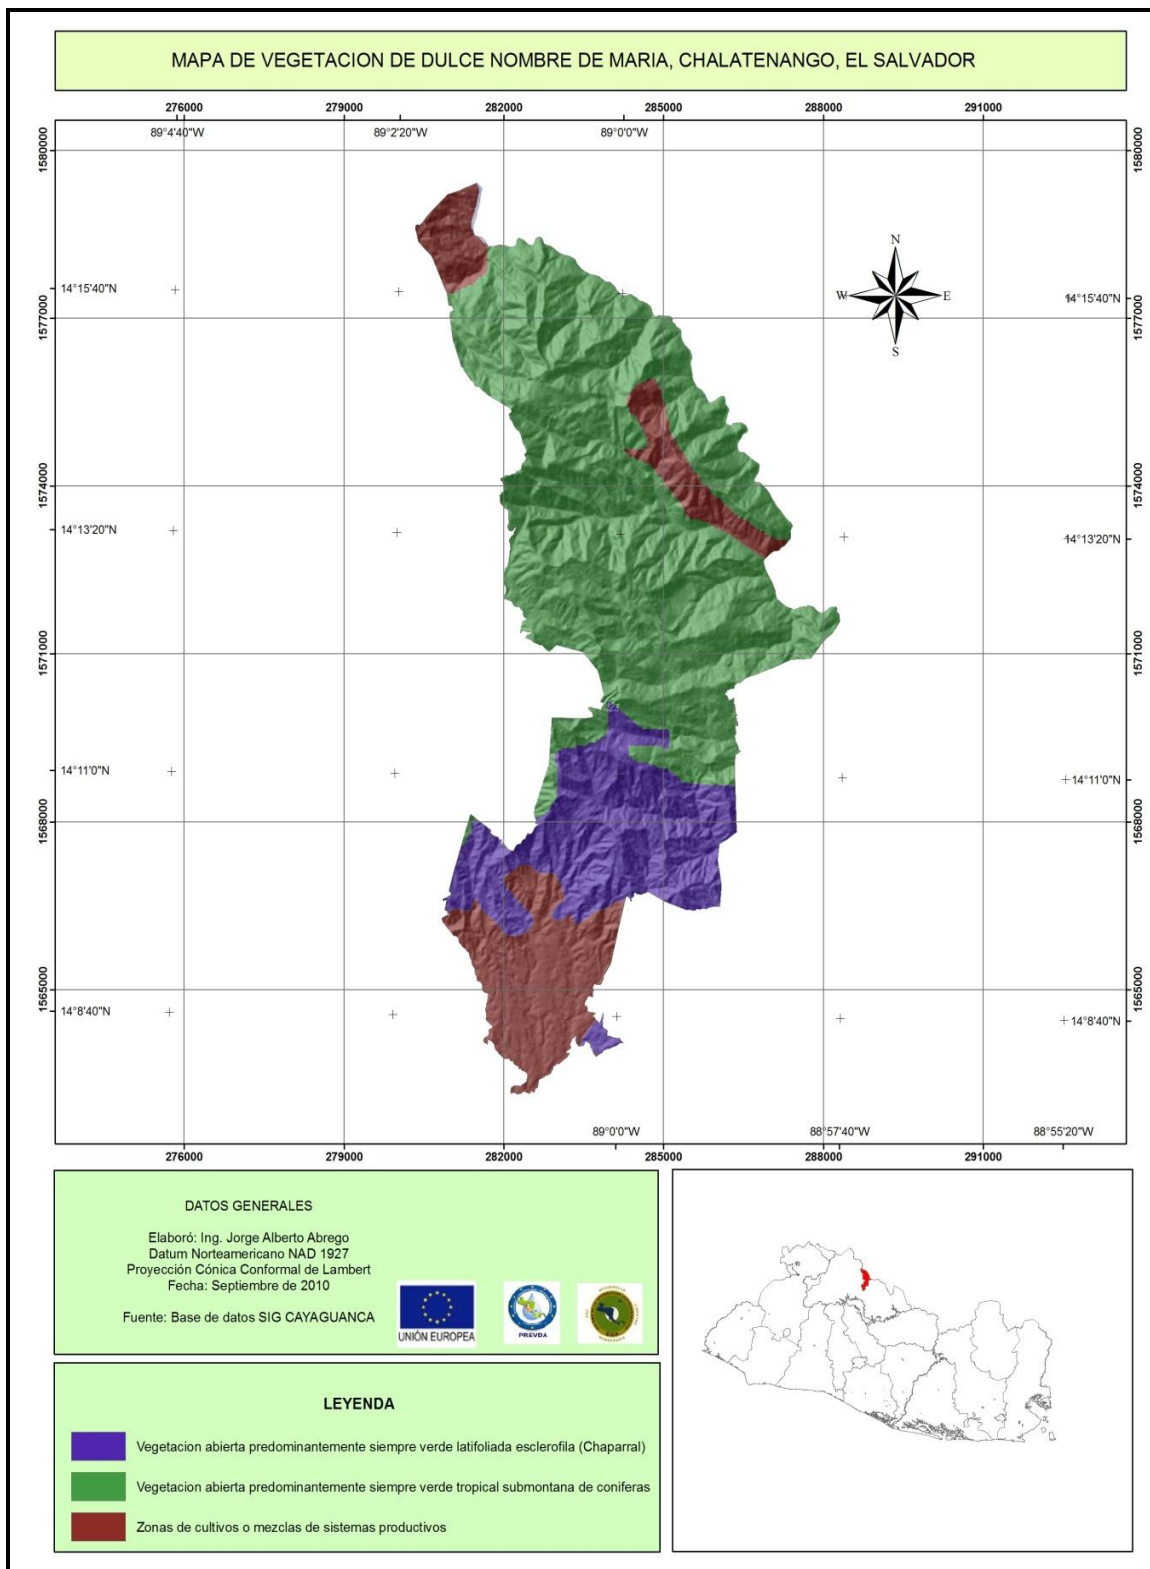 MAPA DE VEGETACION DE DULCE NOMBRE DE MARIA, CHALATENANGO, EL SALVADOR
276000 279000 282000 285000 288000 291000
89°4'40"W 89°2'20"W 89°0'0"W
1580000 1580000
N
14°15'40"N 14°15'40"N
W E
1577000 1577000
S
1574000 1574000
14°13'20"N 14°13'20"N
1571000 1571000
14°11'0"N 14°11'0"N
1568000 1568000
1565000 1565000
14°8'40"N 14°8'40"N
89°0'0"W 88°57'40"W 88°55'20"W
276000 279000 282000 285000 288000 291000
DATOS GENERALES
Elaboró: Ing. Jorge Alberto Abrego
Datum Norteamericano NAD 1927
Proyección Cónica Conformal de Lambert
Fecha: Septiembre de 2010
Fuente: Base de datos SIG CAYAGUANCA
UNIÓN EUROPEA
PREVDA
LEYENDA
Vegetacion abierta predominantemente siempre verde latifoliada esclerofila (Chaparral)
Vegetacion abierta predominantemente siempre verde tropical submontana de coniferas
Zonas de cultivos o mezclas de sistemas productivos